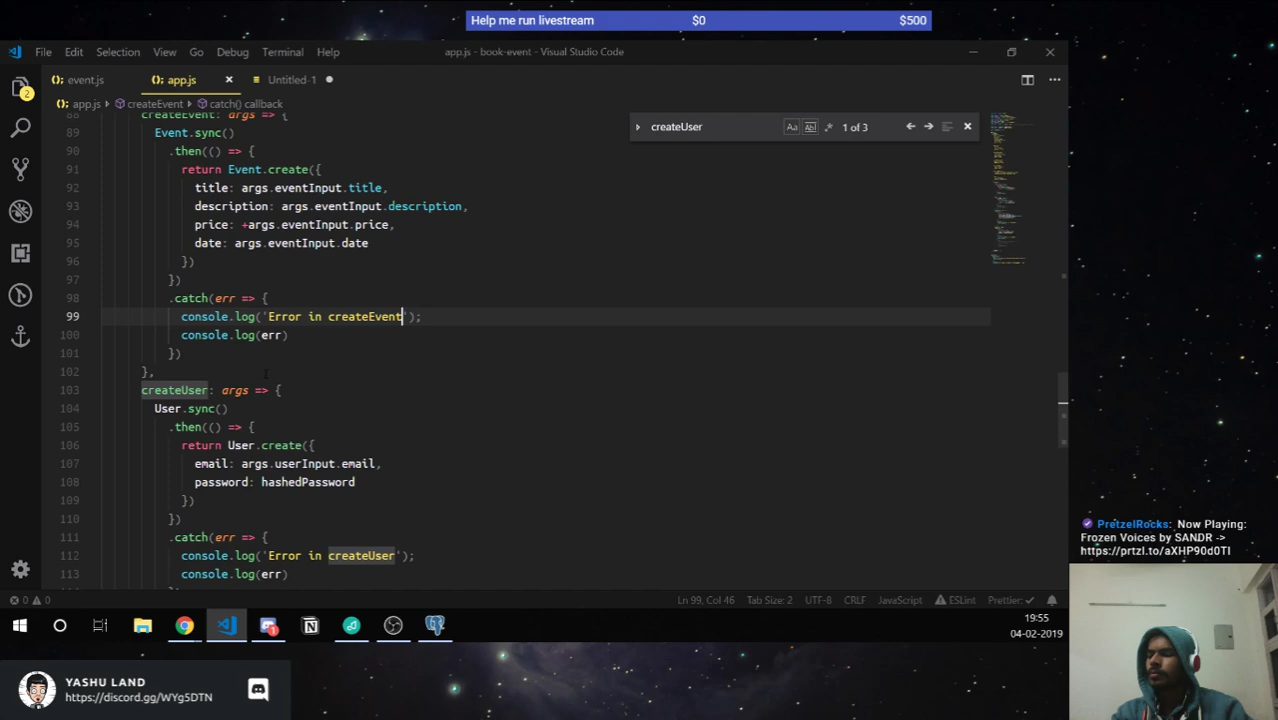 Help me run livestream $0 $500
File Edit Selection View Go Debug Terminal Help app.js - book-event - Visual Studio Code
event.js app.js Untitled-1
app.js createEvent catch() callback
createUser Aa Abl .* 1 of 3
88 createEvent: args => {
89 Event.sync()
90 .then(() => {
91 return Event.create({
92 title: args.eventInput.title,
93 description: args.eventInput.description,
94 price: +args.eventInput.price,
95 date: args.eventInput.date
96 })
97 })
98 .catch(err => {
99 console.log('Error in createEvent');
100 console.log(err)
101 })
102 },
103 createUser: args => {
104 User.sync()
105 .then(() => {
106 return User.create({
107 email: args.userInput.email,
108 password: hashedPassword
109 })
110 })
111 .catch(err => {
112 console.log('Error in createUser');
113 console.log(err)
2
0 0 Ln 99, Col 46 Tab Size: 2 UTF-8 CRLF JavaScript ESLint Prettier: ✓
1
19:55
04-02-2019
PretzelRocks: Now Playing:
Frozen Voices by SANDR ->
https://prtzl.to/aXHP90d0TI
YASHU LAND
https://discord.gg/WYg5DTN